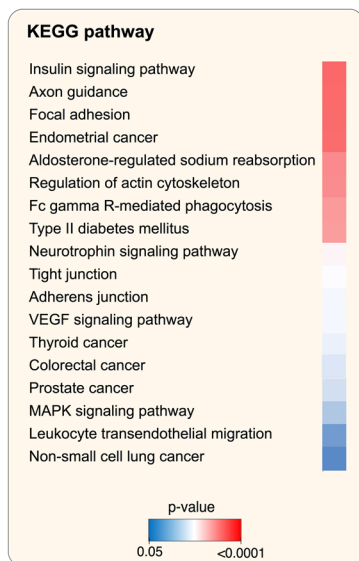 KEGG pathway
Insulin signaling pathway
Axon guidance
Focal adhesion
Endometrial cancer
Aldosterone-regulated sodium reabsorption
Regulation of actin cytoskeleton
Fc gamma R-mediated phagocytosis
Type II diabetes mellitus
Neurotrophin signaling pathway
Tight junction
Adherens junction
VEGF signaling pathway
Thyroid cancer
Colorectal cancer
Prostate cancer
MAPK signaling pathway
Leukocyte transendothelial migration
Non-small cell lung cancer
p-value
0.05 <0.0001